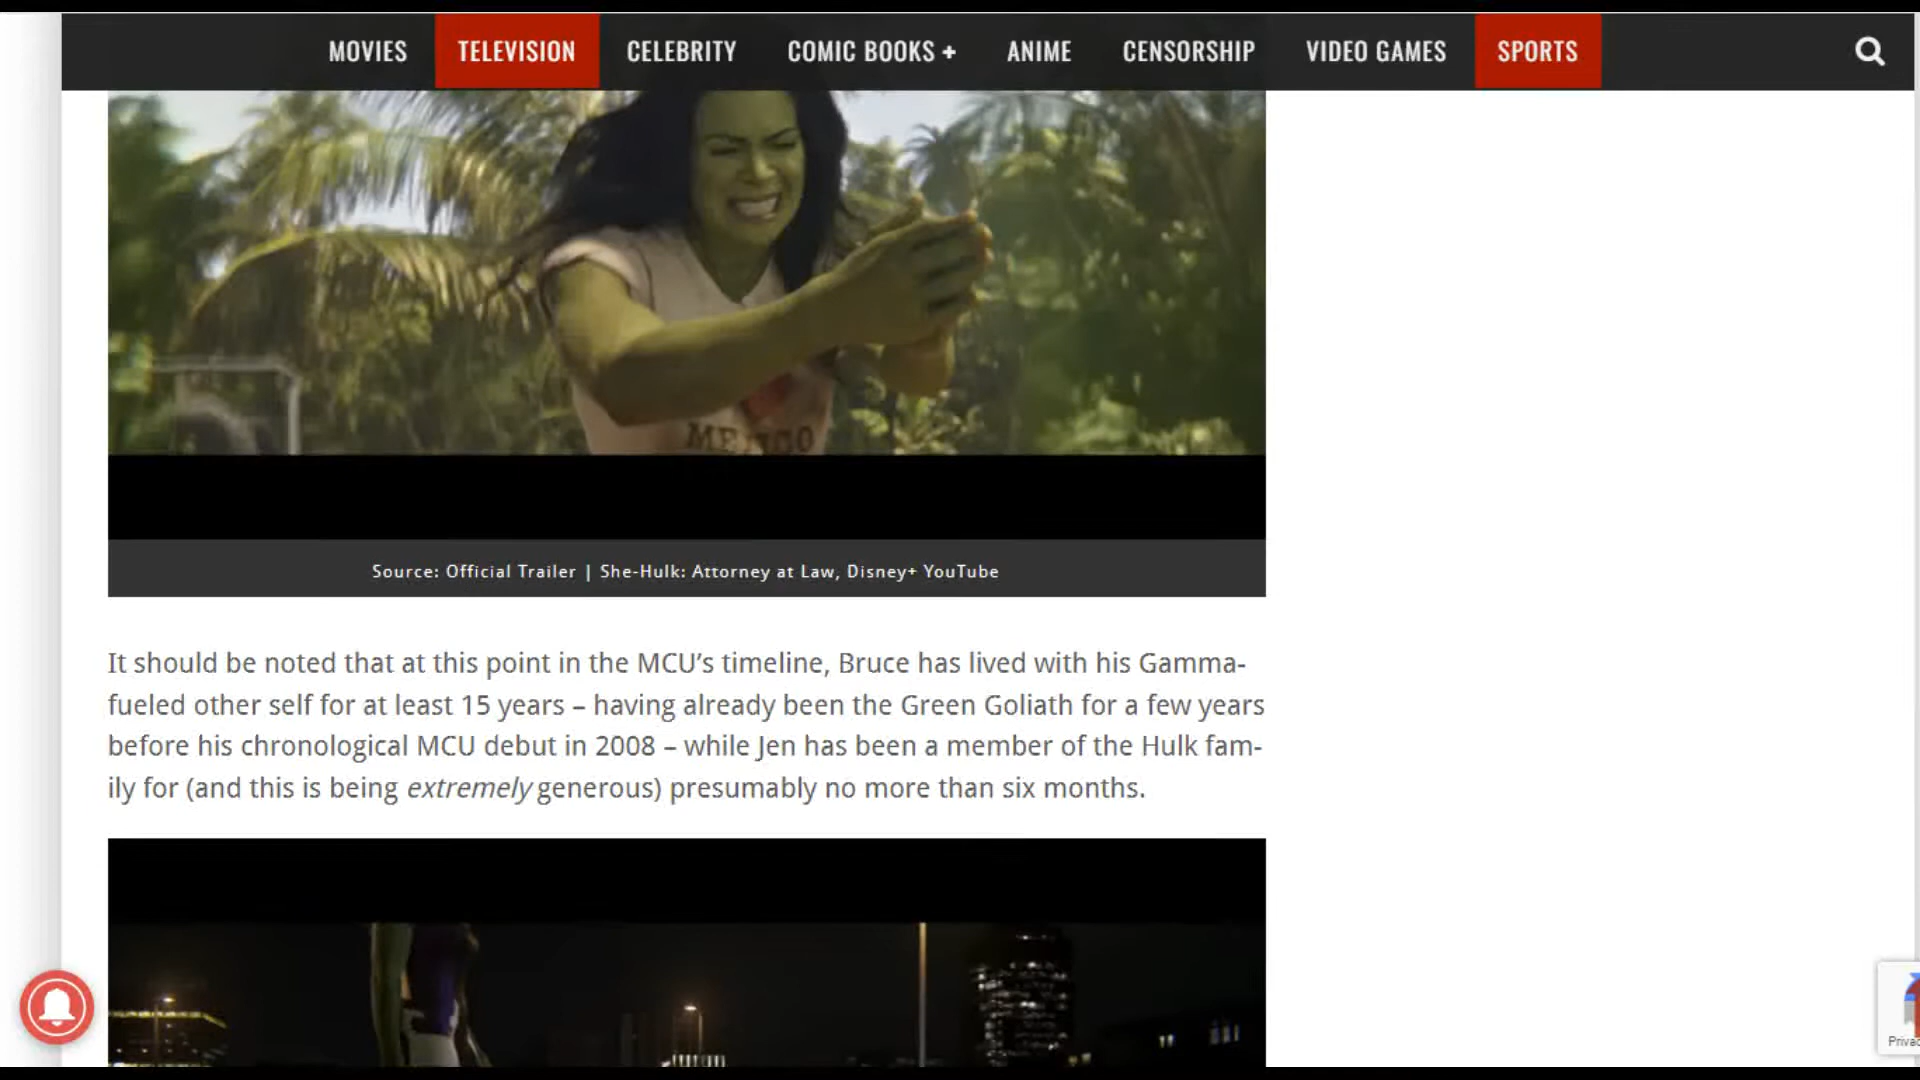 MOVIES TELEVISION CELEBRITY COMIC BOOKS + ANIME CENSORSHIP VIDEO GAMES SPORTS
Source: Official Trailer | She-Hulk: Attorney at Law, Disney+ YouTube
It should be noted that at this point in the MCU’s timeline, Bruce has lived with his Gamma-
fueled other self for at least 15 years – having already been the Green Goliath for a few years
before his chronological MCU debut in 2008 – while Jen has been a member of the Hulk fam-
ily for (and this is being extremely generous) presumably no more than six months.